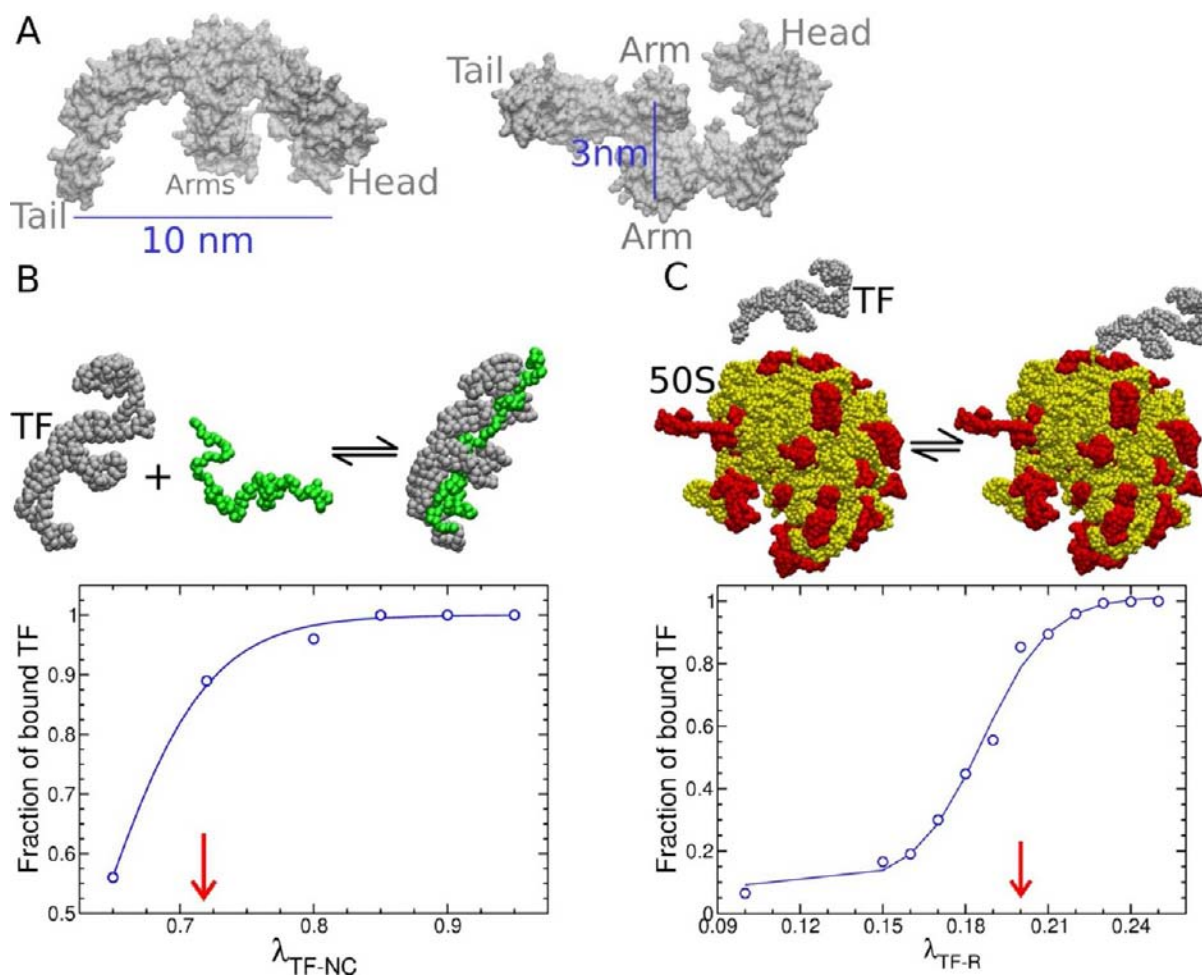 A
Tail
Arms
Head
10 nm
Tail
Arm
Head
3nm
Arm
B
TF
+
C
TF
50S
Fraction of bound TF
1
0.9
0.8
0.7
0.6
0.5
0.7
0.8
0.9
λTF-NC
Fraction of bound TF
1
0.8
0.6
0.4
0.2
0
0.09
0.12
0.15
0.18
0.21
0.24
λTF-R